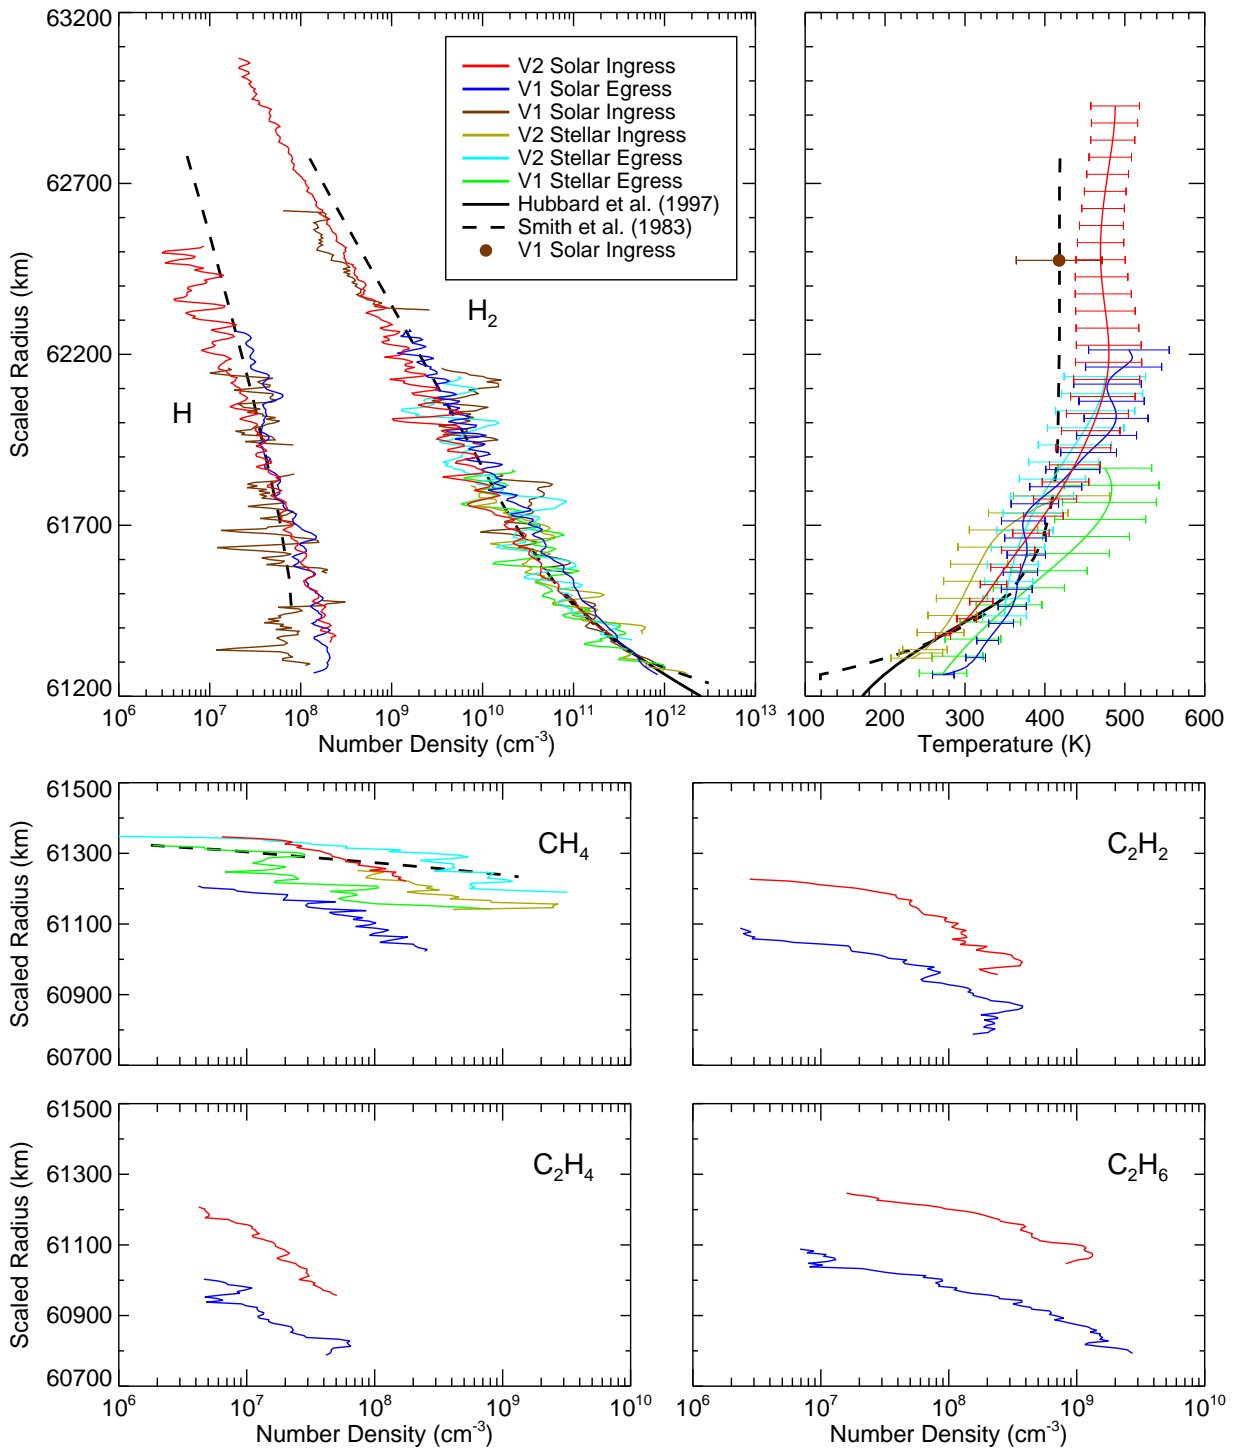 63200
62700
62200
61700
61200
Scaled Radius (km)
V2 Solar Ingress
V1 Solar Egress
V1 Solar Ingress
V2 Stellar Ingress
V2 Stellar Egress
V1 Stellar Egress
Hubbard et al. (1997)
Smith et al. (1983)
V1 Solar Ingress
H₂
H
10⁶ 10⁷ 10⁸ 10⁹ 10¹⁰ 10¹¹ 10¹² 10¹³
Number Density (cm⁻³)
100 200 300 400 500 600
Temperature (K)
61500
61300
61100
60900
60700
Scaled Radius (km)
CH₄
C₂H₂
61500
61300
61100
60900
60700
Scaled Radius (km)
C₂H₄
10⁶ 10⁷ 10⁸ 10⁹ 10¹⁰
Number Density (cm⁻³)
C₂H₆
10⁶ 10⁷ 10⁸ 10⁹ 10¹⁰
Number Density (cm⁻³)